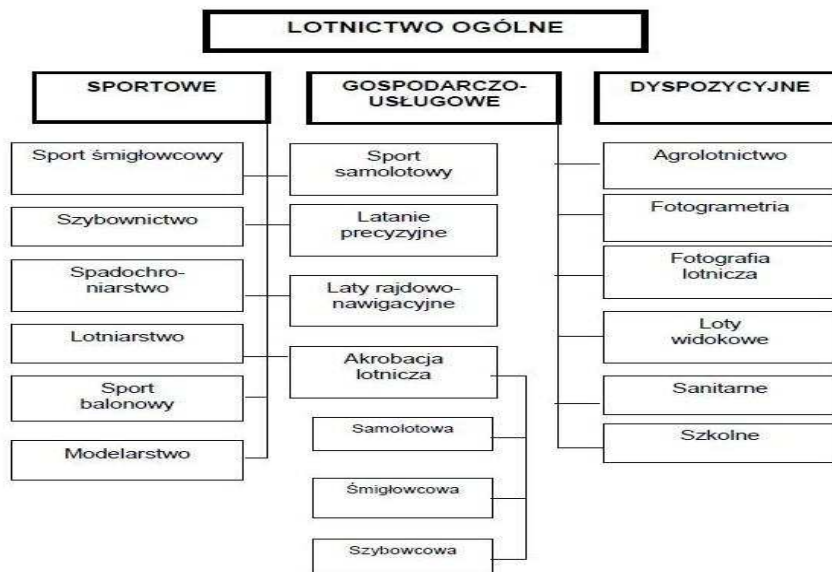 LOTNICTWO OGÓLNE
SPORTOWE
GOSPODARCZO-
USŁUGOWE
DYSPOZYCYJNE
Sport śmigłowcowy
Szybownictwo
Spadochro-
niarstwo
Lotniarstwo
Sport
balonowy
Modelarstwo
Sport
samolotowy
Latanie
precyzyjne
Laty rajdowo-
nawigacyjne
Akrobacja
lotnicza
Samolotowa
Śmigłowcowa
Szybowcowa
Agrolotnictwo
Fotogrametria
Fotografia
lotnicza
Loty
widokowe
Sanitarne
Szkolne